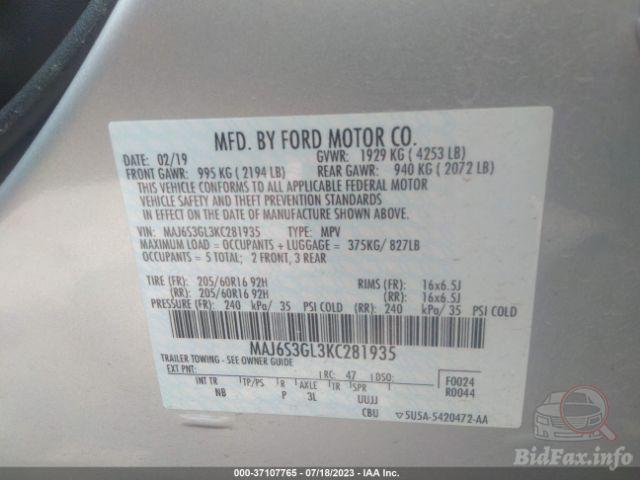 MFD. BY FORD MOTOR CO.
DATE: 02/19 GVWR: 1929 KG ( 4253 LB)
FRONT GAWR: 995 KG ( 2194 LB) REAR GAWR: 940 KG ( 2072 LB)
THIS VEHICLE CONFORMS TO ALL APPLICABLE FEDERAL MOTOR
VEHICLE SAFETY AND THEFT PREVENTION STANDARDS
IN EFFECT ON THE DATE OF MANUFACTURE SHOWN ABOVE.
VIN: MAJ6S3GL3KC281935 TYPE: MPV
MAXIMUM LOAD = OCCUPANTS + LUGGAGE = 375KG/ 827LB
OCCUPANTS = 5 TOTAL; 2 FRONT, 3 REAR
TIRE (FR): 205/60R16 92H RIMS (FR): 16x6.5J
(RR): 205/60R16 92H (RR): 16x6.5J
PRESSURE (FR): 240 kPa/ 35 PSI COLD (RR): 240 kPa/ 35 PSI COLD
MAJ6S3GL3KC281935
TRAILER TOWING - SEE OWNER GUIDE
EXT PNT: RC: 47 DSO: F0024
INT TR TP/PS R AXLE TR SPR R0044
NB P 3L UUJJ
CBU 5U5A-5420472-AA
BidFax.info
000-37107765 - 07/18/2023 - IAA Inc.